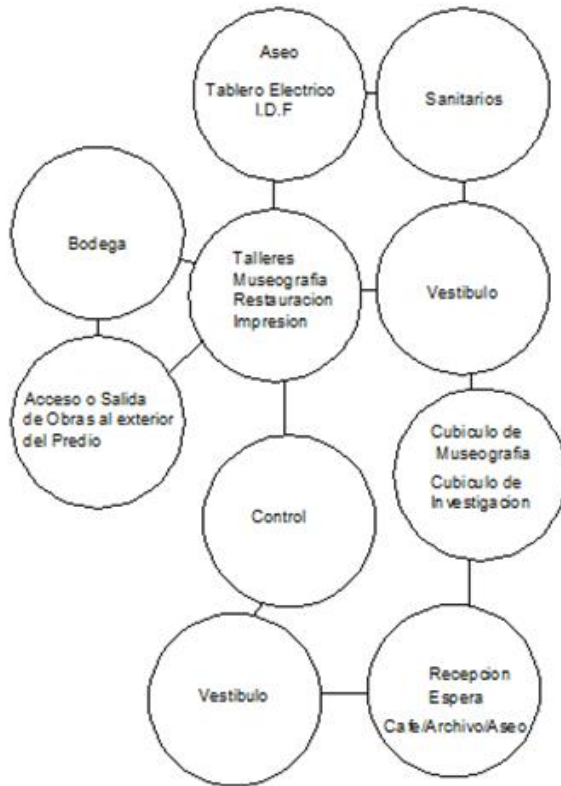 Aseo
Tablero Electrico
I.D.F
Sanitarios
Bodega
Talleres
Museografia
Restauracion
Impresion
Vestibulo
Acceso o Salida
de Obras al exterior
del Predio
Cubiculo de
Museografia
Cubiculo de
Investigacion
Control
Vestibulo
Recepcion
Espera
Cafe/Archivo/Aseo